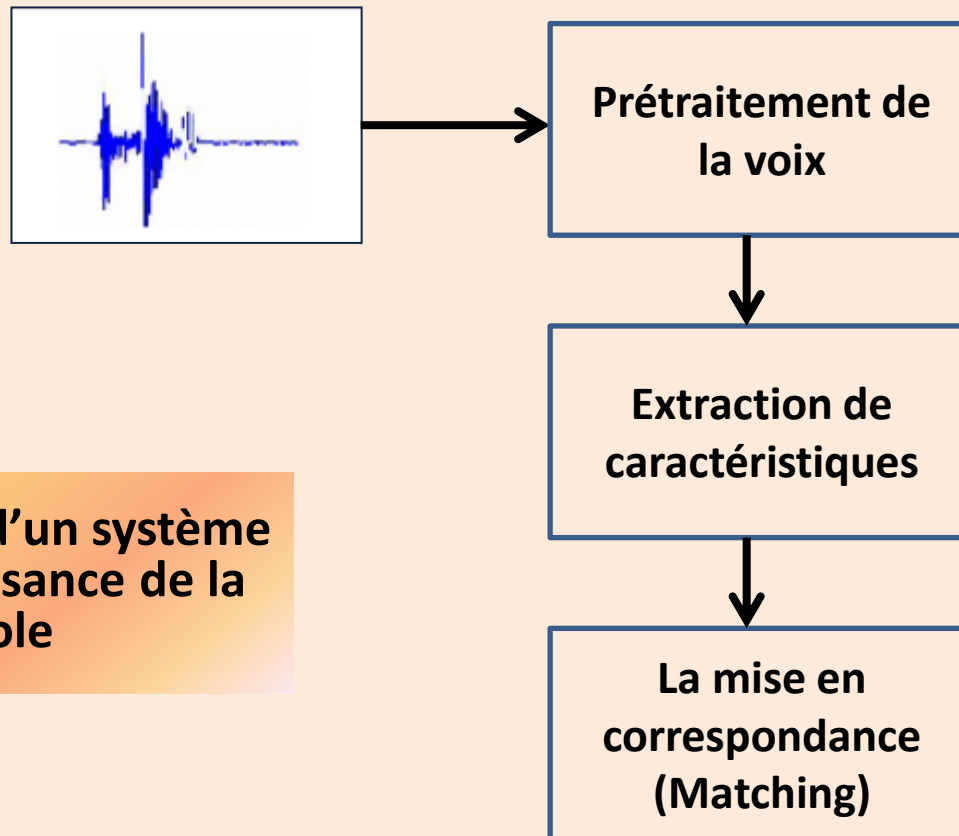 Prétraitement de
la voix
Extraction de
caractéristiques
d'un système
sance de la
ole
La mise en
correspondance
(Matching)